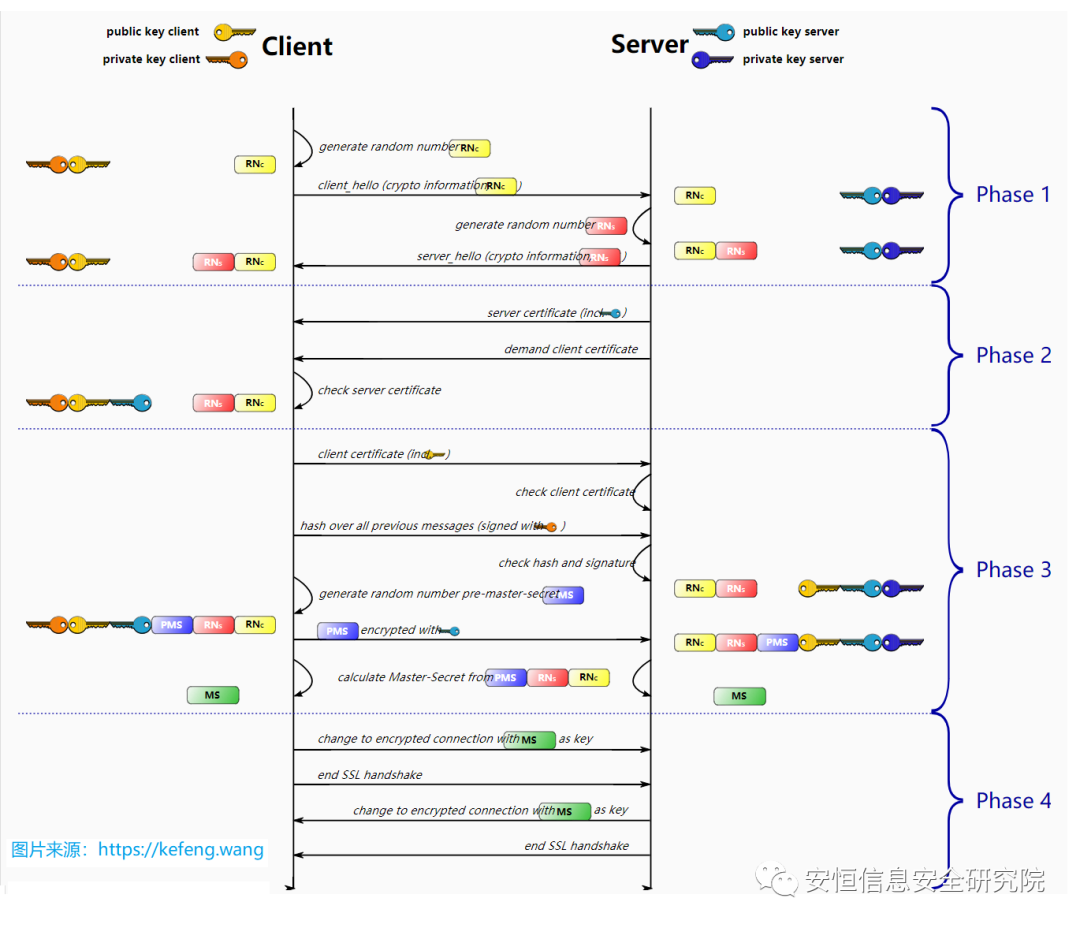 public key client
private key client
Client
Server
public key server
private key server
generate random number RNc
RNc
client_hello (crypto information, RNc )
RNc
Phase 1
generate random number RNs
RNc RNs
server_hello (crypto information, RNs )
RNs RNc
server certificate (incl. )
demand client certificate
Phase 2
check server certificate
RNs RNc
client certificate (incl. )
check client certificate
hash over all previous messages (signed with )
check hash and signature
Phase 3
RNc RNs
generate random number pre-master-secret PMS
PMS RNs RNc
PMS encrypted with
RNc RNs PMS
calculate Master-Secret from PMS RNs RNc
MS
MS
change to encrypted connection with MS as key
end SSL handshake
Phase 4
change to encrypted connection with MS as key
end SSL handshake
图片来源：https://kefeng.wang
安恒信息安全研究院